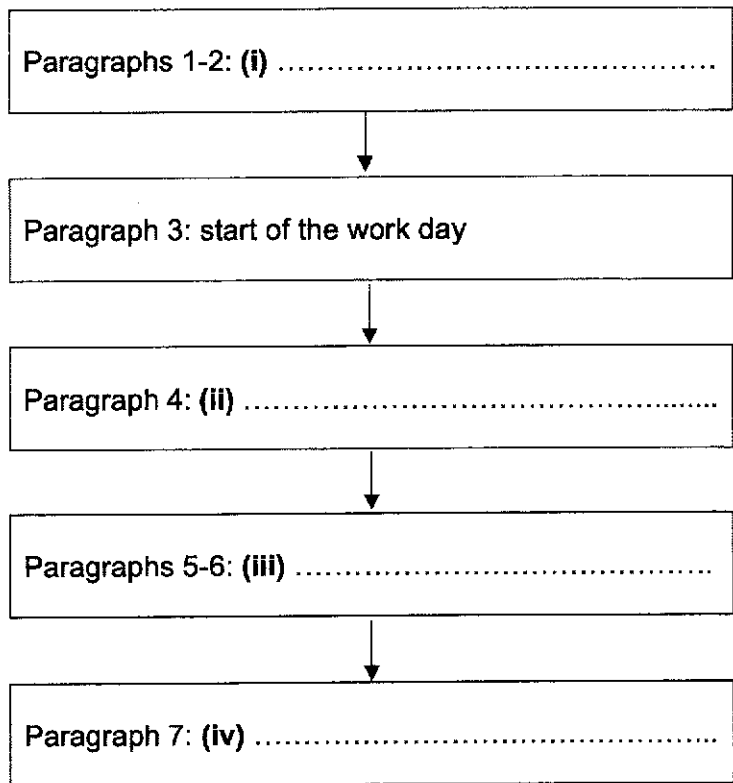 Paragraphs 1-2: (i) ………………………………………….
Paragraph 3: start of the work day
Paragraph 4: (ii) …………………………………………........
Paragraphs 5-6: (iii) ……………………………………….
Paragraph 7: (iv) …………………………………………….